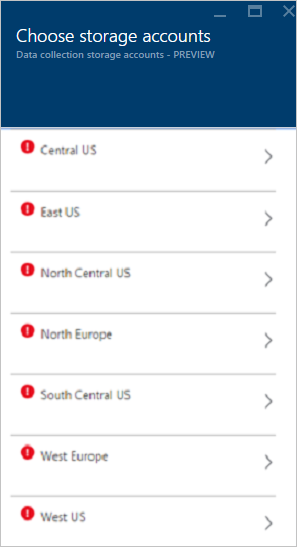 Choose storage accounts
Data collection storage accounts - PREVIEW
Central US
East US
North Central US
North Europe
South Central US
West Europe
West US